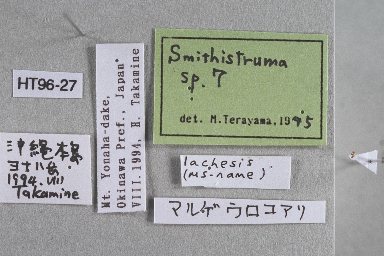 HT96-27
沖縄本島
ヨナハ岳.
1994. VIII
Takamine
Mt. Yonaha-dake,
Okinawa Pref., Japan.
VIII.1994, H. Takamine
Smithistruma
sp. 7
det. M.Terayama, 1995
lachesis
(MS-name)
マルゲウロコアリ